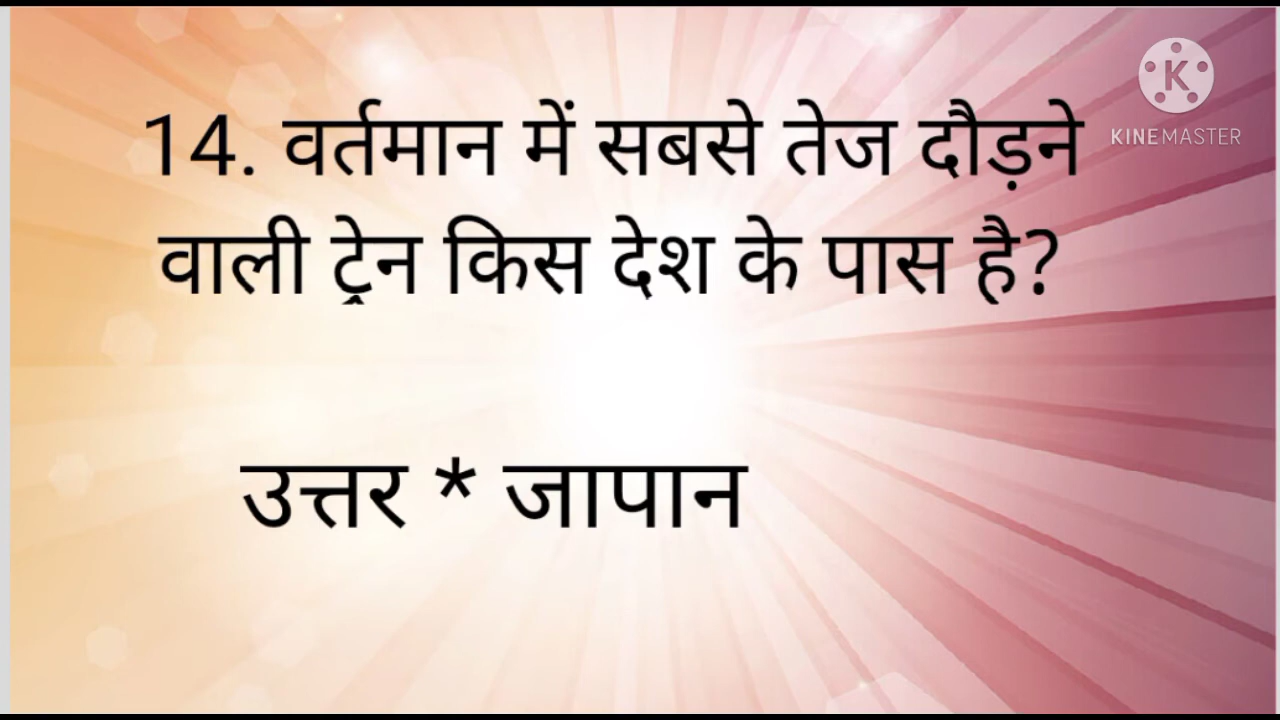 14. वर्तमान में सबसे तेज दौड़ने
वाली ट्रेन किस देश के पास है?
उत्तर * जापान
K
KINEMASTER